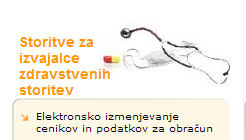 Storitve za
izvajalce
zdravstvenih
storitev
Elektronsko izmenjevanje
cenikov in podatkov za obračun